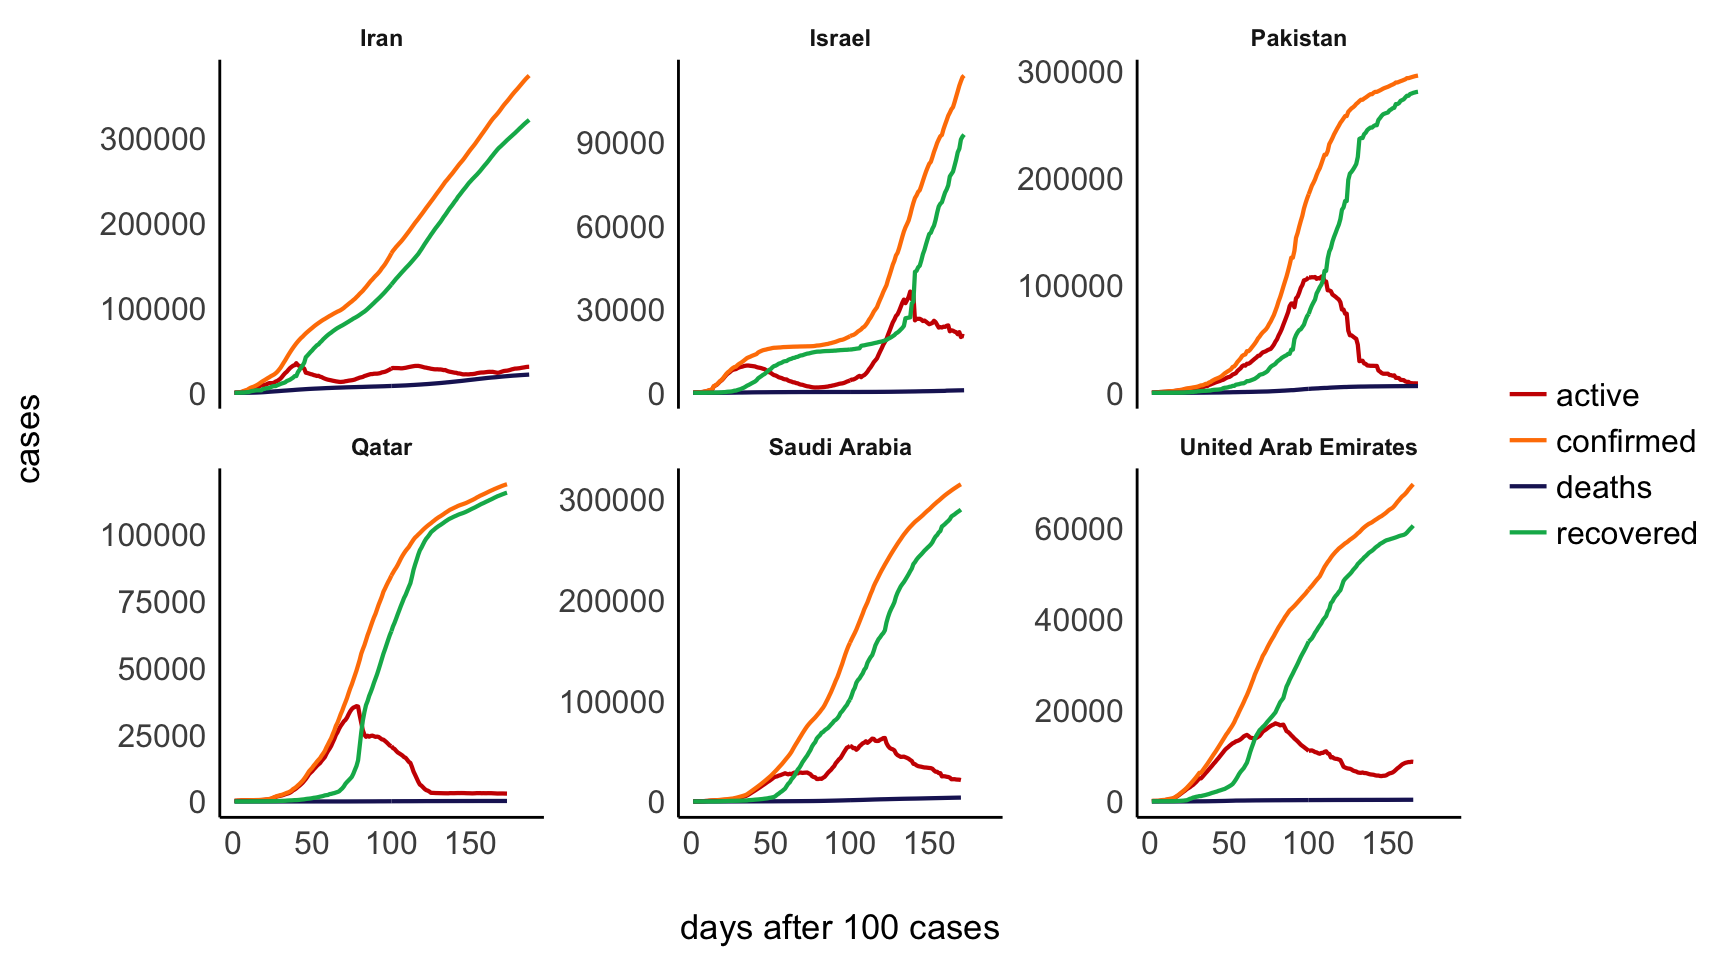 Iran
Israel
Pakistan
300000
200000
100000
0
90000
60000
30000
0
300000
200000
100000
0
Qatar
Saudi Arabia
United Arab Emirates
100000
75000
50000
25000
0
300000
200000
100000
0
60000
40000
20000
0
0 50 100 150
0 50 100 150
0 50 100 150
days after 100 cases
cases
active
confirmed
deaths
recovered